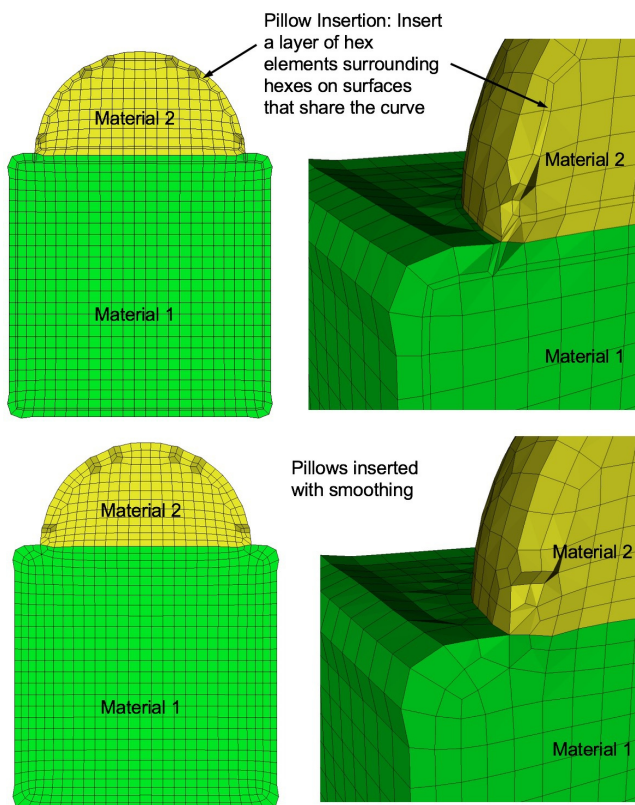 Pillow Insertion: Insert
a layer of hex
elements surrounding
hexes on surfaces
that share the curve
Material 2
Material 2
Material 1
Material 1
Pillows inserted
with smoothing
Material 2
Material 2
Material 1
Material 1